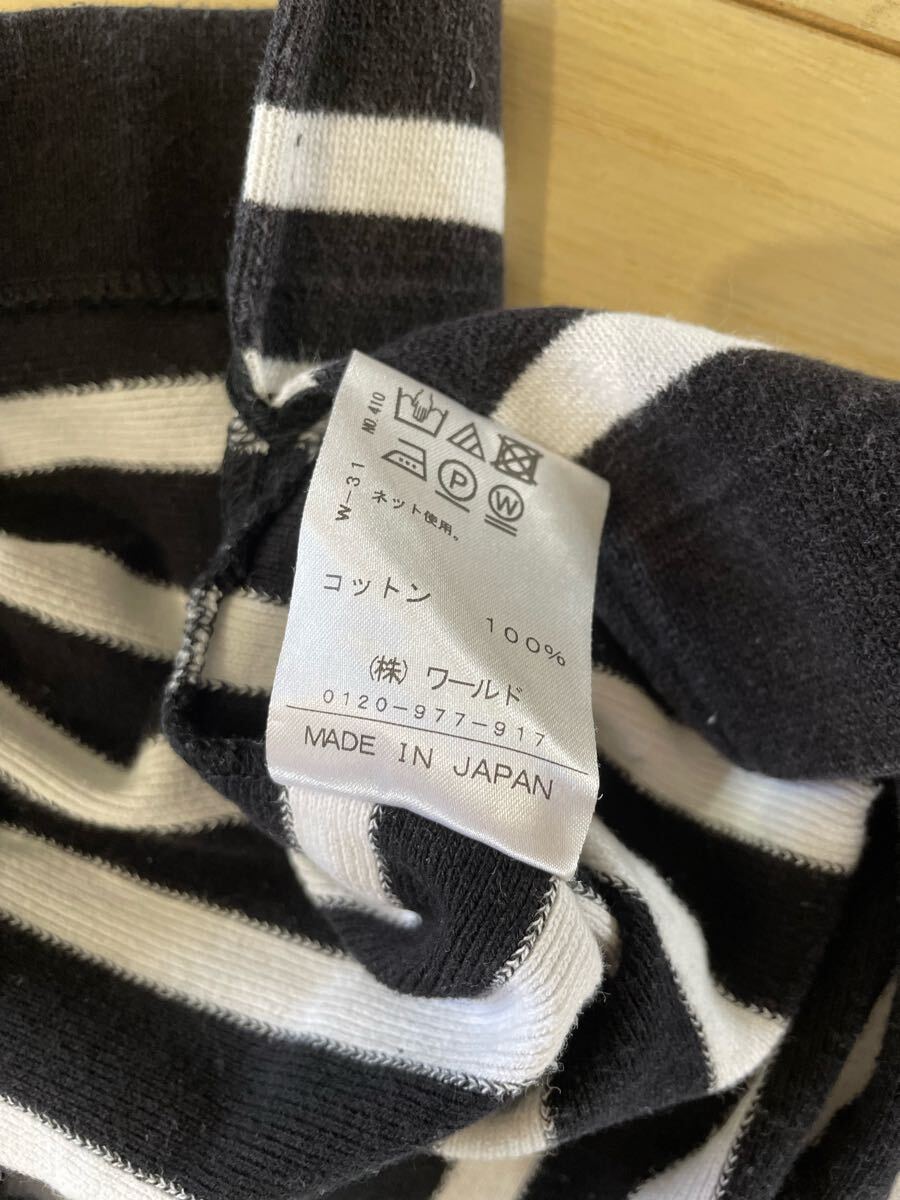 NO.410
W-31
P
W
ネット使用。
コットン
100%
(株) ワールド
0120-977-917
MADE IN JAPAN